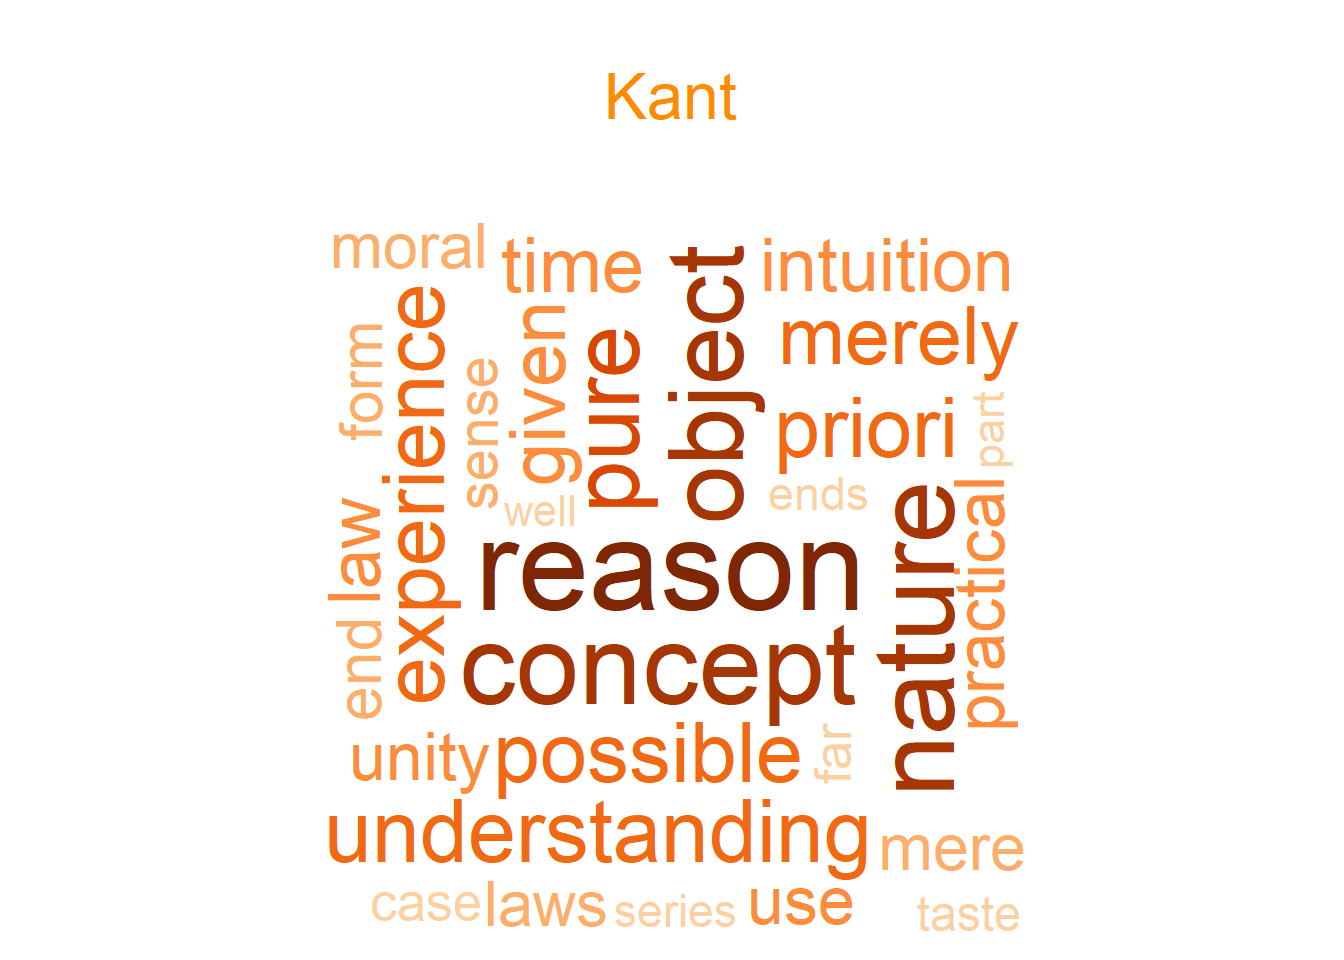 Kant
moral
time
object
intuition
experience
form
sense
given
pure
merely
priori
part
well
ends
law
reason
nature
practical
end
concept
unity
possible
far
understanding
mere
case
laws
series
use
taste